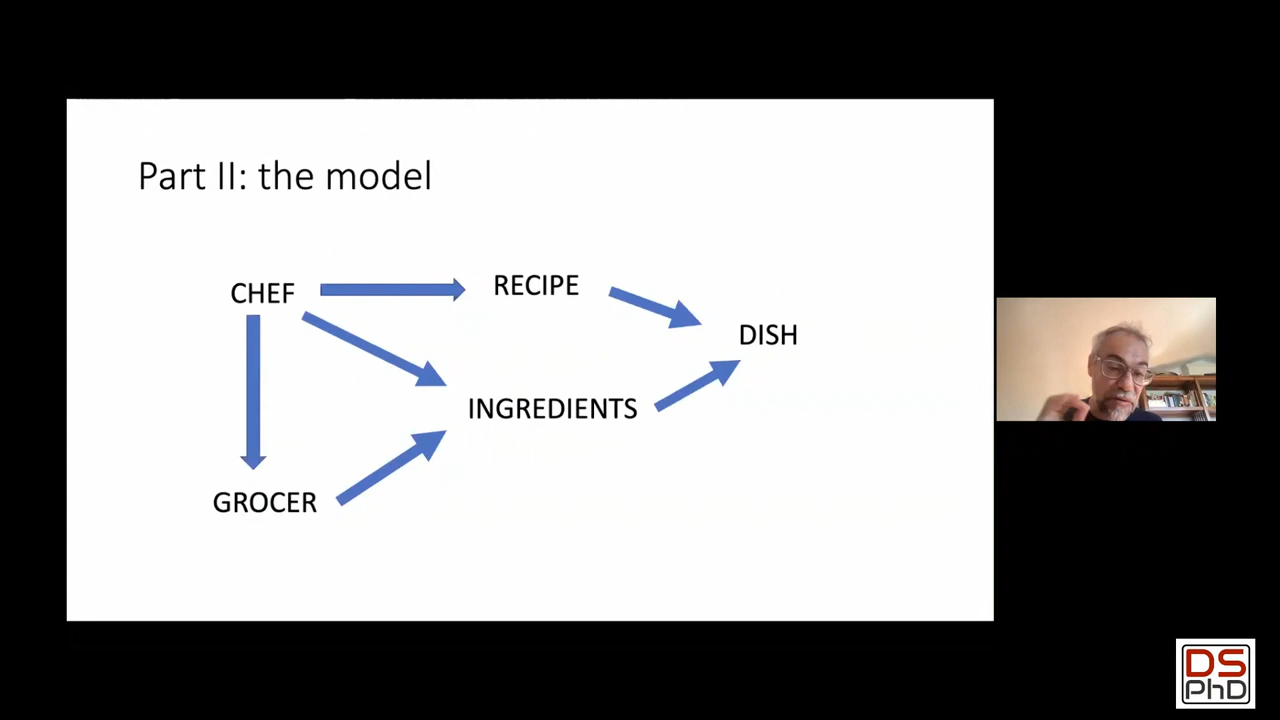 Part II: the model
CHEF
RECIPE
DISH
INGREDIENTS
GROCER
DS
PhD